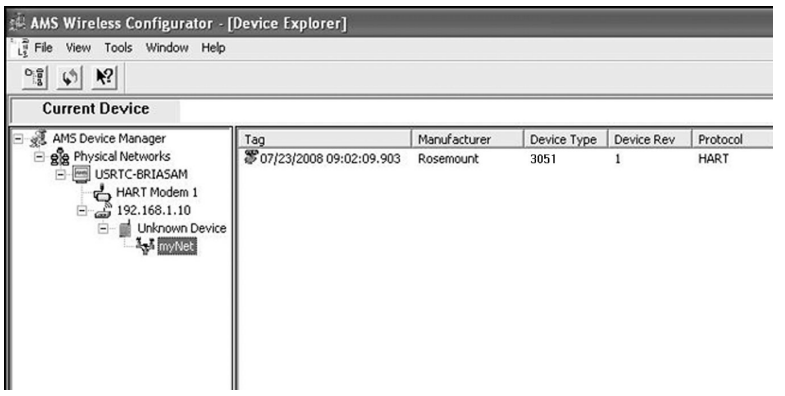 AMS Wireless Configurator - [Device Explorer]
File View Tools Window Help
Current Device
AMS Device Manager
Physical Networks
USRTC-BRIASAM
HART Modem 1
192.168.1.10
Unknown Device
myNet
Tag Manufacturer Device Type Device Rev Protocol
07/23/2008 09:02:09.903 Rosemount 3051 1 HART